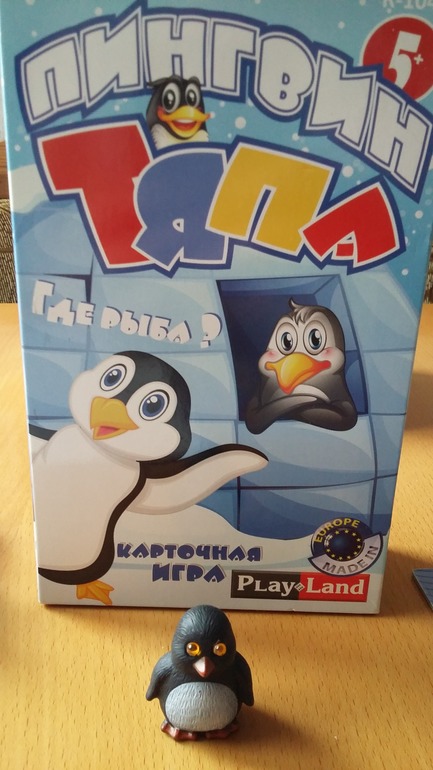 5+
ПИНГВИН
ТЯПА
Где рыба?
EUROPE
MADE IN
КАРТОЧНАЯ
ИГРА
PLAY LAND